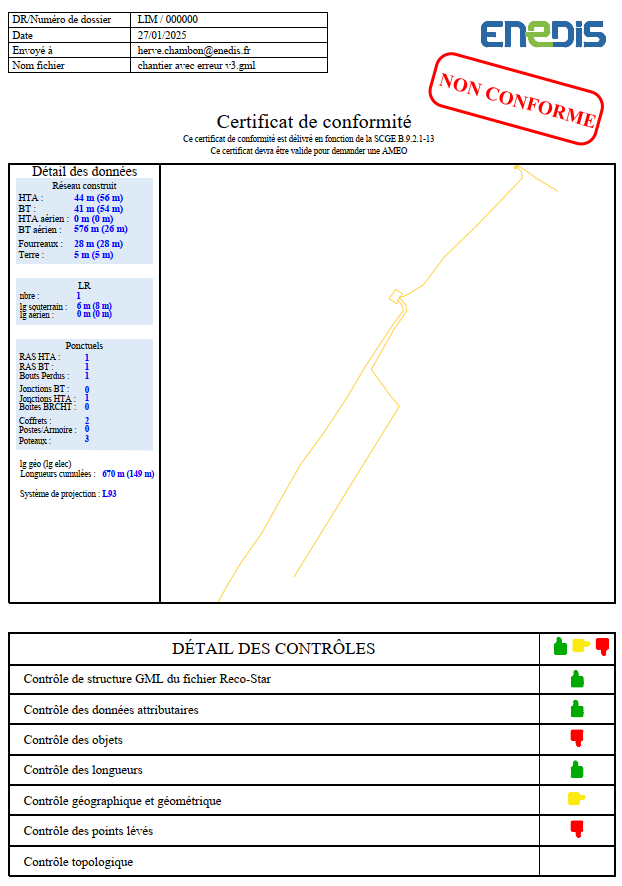 DR/Numéro de dossier LIM / 000000
Date 27/01/2025
Envoyé à herve.chambon@enedis.fr
Nom fichier chantier avec erreur v3.gml
ENEDIS
NON CONFORME
Certificat de conformité
Ce certificat de conformité est délivré en fonction de la SCGE B.9.2.1-13
Ce certificat devra être valide pour demander une AMEO
Détail des données
Réseau construit
HTA : 44 m (56 m)
BT : 41 m (54 m)
HTA aérien : 0 m (0 m)
BT aérien : 576 m (26 m)
Fourreaux : 28 m (28 m)
Terre : 5 m (5 m)
LR
nbre : 1
lg souterrain : 6 m (8 m)
lg aérien : 0 m (0 m)
Ponctuels
RAS HTA : 1
RAS BT : 1
Bouts Perdus : 1
Jonctions BT : 0
Jonctions HTA : 1
Boites BRCHT : 0
Coffrets : 2
Postes/Armoire : 0
Poteaux : 3
lg géo (lg elec)
Longueurs cumulées : 670 m (149 m)
Système de projection : L93
DÉTAIL DES CONTRÔLES
Contrôle de structure GML du fichier Reco-Star
Contrôle des données attributaires
Contrôle des objets
Contrôle des longueurs
Contrôle géographique et géométrique
Contrôle des points lévés
Contrôle topologique